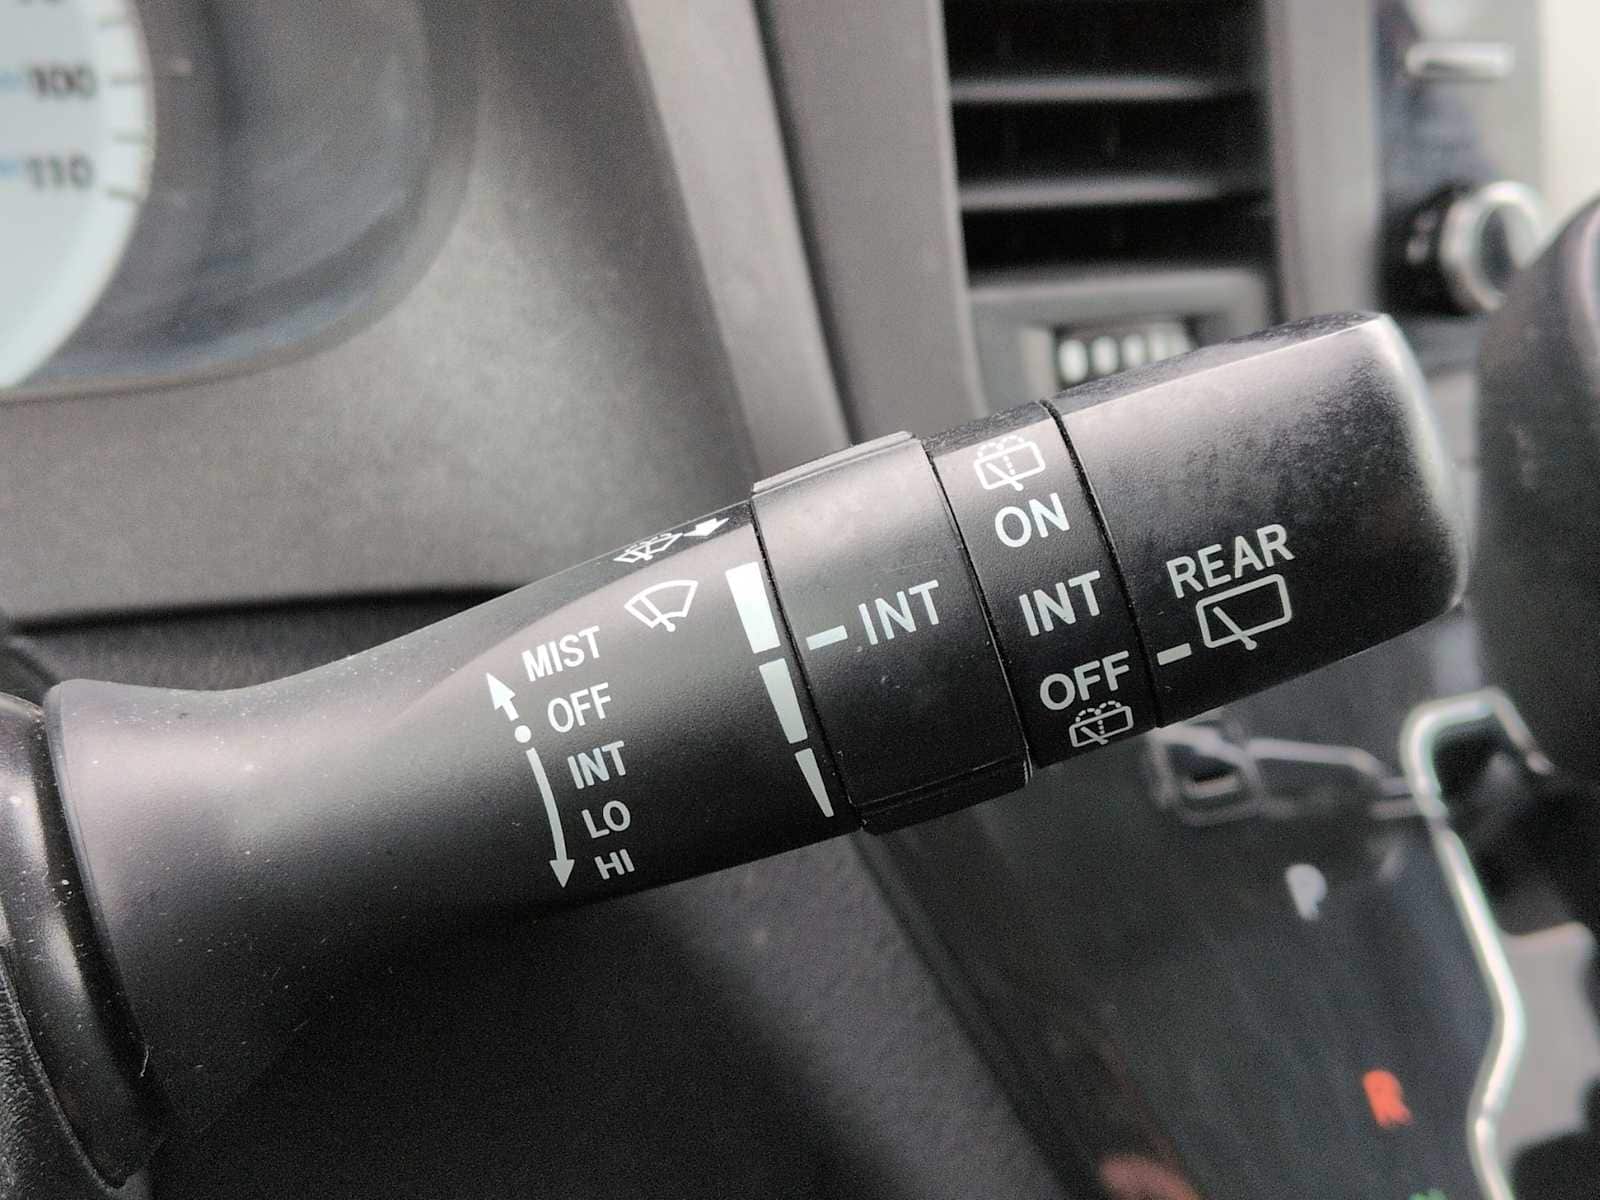 100
110
MIST
OFF
INT
LO
HI
INT
ON
INT
OFF
REAR
R
R